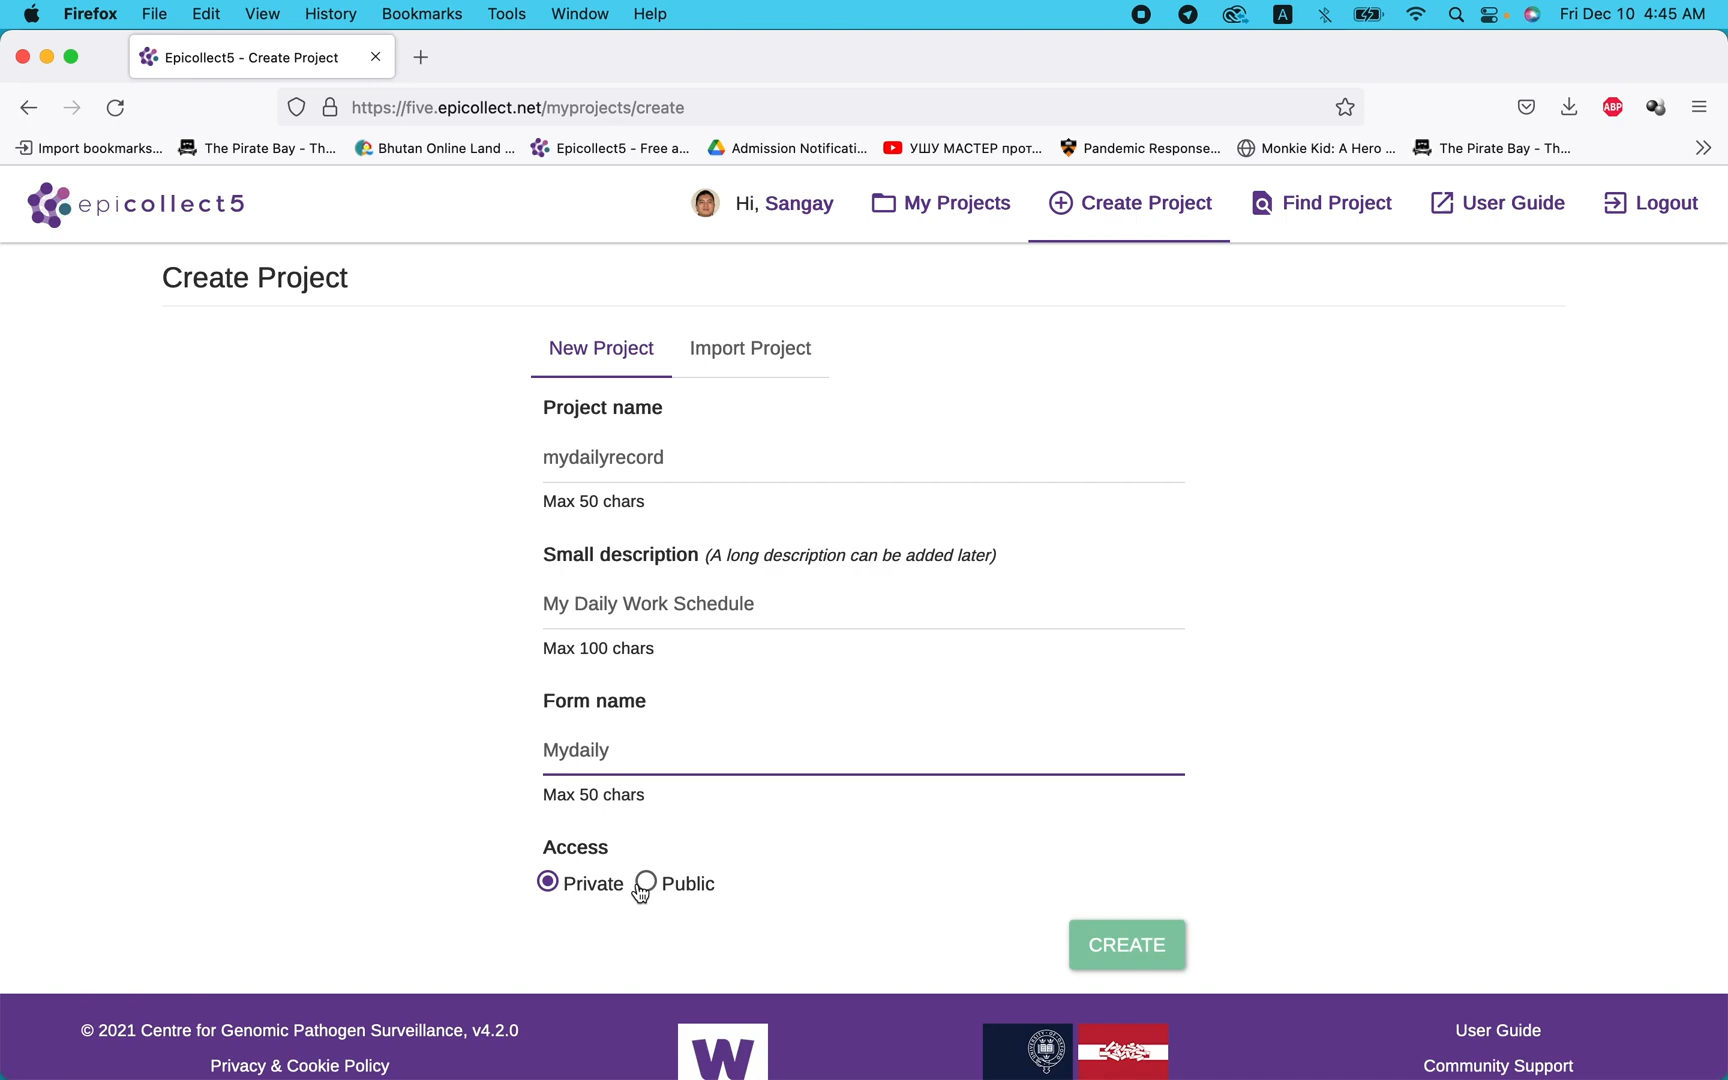 Firefox File Edit View History Bookmarks Tools Window Help A Fri Dec 10 4:45 AM
Epicollect5 - Create Project
https://five.epicollect.net/myprojects/create ABP
Import bookmarks... The Pirate Bay - Th... Bhutan Online Land ... Epicollect5 - Free a... Admission Notificati... УШУ МАСТЕР прот... Pandemic Response... Monkie Kid: A Hero ... The Pirate Bay - Th...
epicollect5 Hi, Sangay My Projects Create Project Find Project User Guide Logout
Create Project
New Project Import Project
Project name
mydailyrecord
Max 50 chars
Small description (A long description can be added later)
My Daily Work Schedule
Max 100 chars
Form name
Mydaily
Max 50 chars
Access
Private Public
CREATE
© 2021 Centre for Genomic Pathogen Surveillance, v4.2.0 User Guide
Privacy & Cookie Policy W Community Support